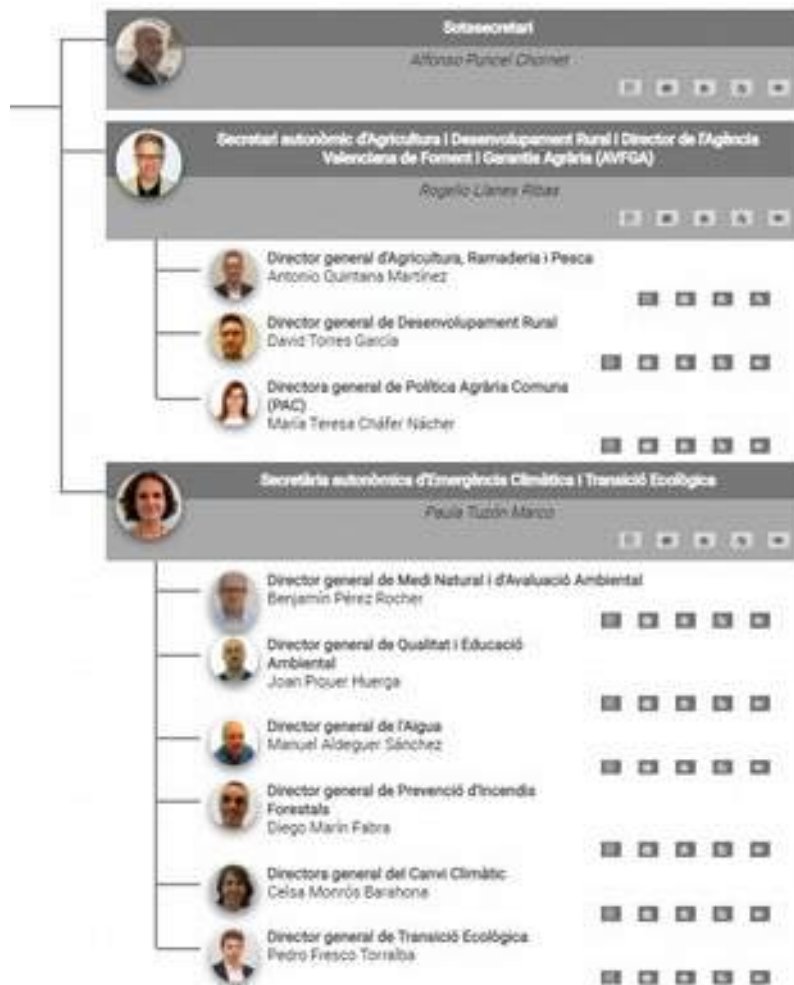 Sotasecretari
Alfonso Puncel Chornet
Secretari autonòmic d'Agricultura i Desenvolupament Rural i Director de l'Agència
Valenciana de Foment i Garantia Agrària (AVFGA)
Rogelio Llanes Ribas
Director general d'Agricultura, Ramaderia i Pesca
Antonio Quintana Martínez
Director general de Desenvolupament Rural
David Torres García
Directora general de Política Agrària Comuna
(PAC)
María Teresa Cháfer Nácher
Secretària autonòmica d'Emergència Climàtica i Transició Ecològica
Paula Tuzón Marco
Director general de Medi Natural i d'Avaluació Ambiental
Benjamín Pérez Rocher
Director general de Qualitat i Educació
Ambiental
Joan Piquer Huerga
Director general de l'Aigua
Manuel Aldeguer Sánchez
Director general de Prevenció d'Incendis
Forestals
Diego Marín Fabra
Directora general del Canvi Climàtic
Celsa Monrós Barahona
Director general de Transició Ecològica
Pedro Fresco Torralba